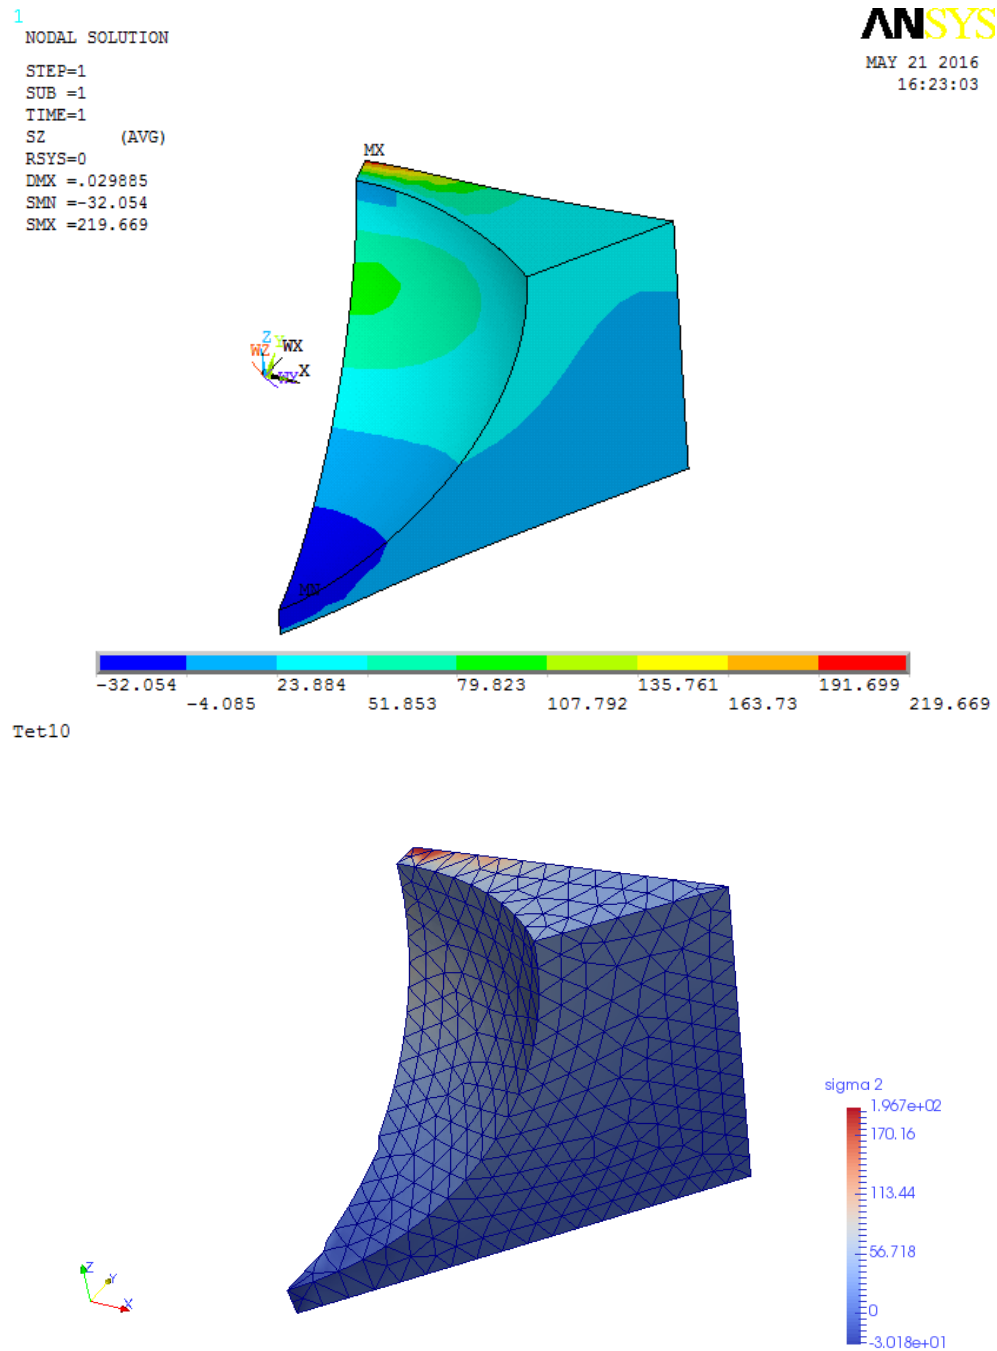 1
NODAL SOLUTION
ANSYS
MAY 21 2016
16:23:03
STEP=1
SUB =1
TIME=1
SZ (AVG)
RSYS=0
DMX =.029885
SMN =-32.054
SMX =219.669
MX
Z Y
WZ WX
WY X
MN
-32.054 23.884 79.823 135.761 191.699
-4.085 51.853 107.792 163.73 219.669
Tet10
sigma 2
1.967e+02
170.16
113.44
56.718
0
-3.018e+01
Z
Y
X